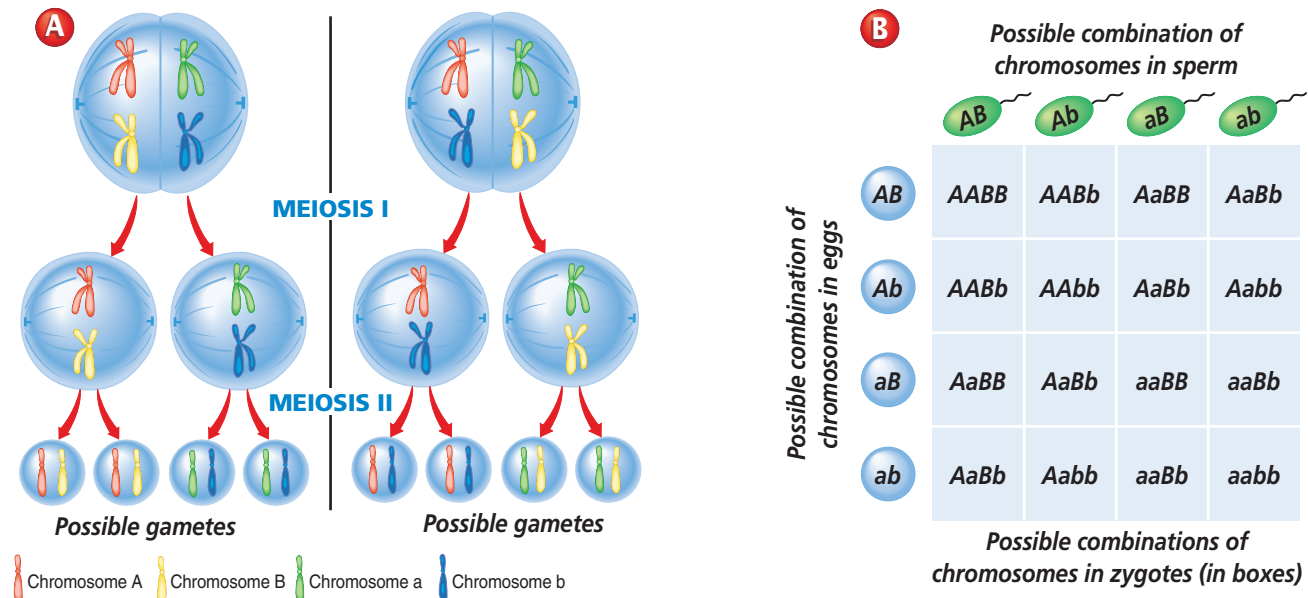 A
MEIOSIS I
MEIOSIS II
Possible gametes
Possible gametes
Chromosome A
Chromosome B
Chromosome a
Chromosome b
B
Possible combination of
chromosomes in sperm
AB Ab aB ab
Possible combination of
chromosomes in eggs
AB AABB AABb AaBB AaBb
Ab AABb AAbb AaBb Aabb
aB AaBB AaBb aaBB aaBb
ab AaBb Aabb aaBb aabb
Possible combinations of
chromosomes in zygotes (in boxes)